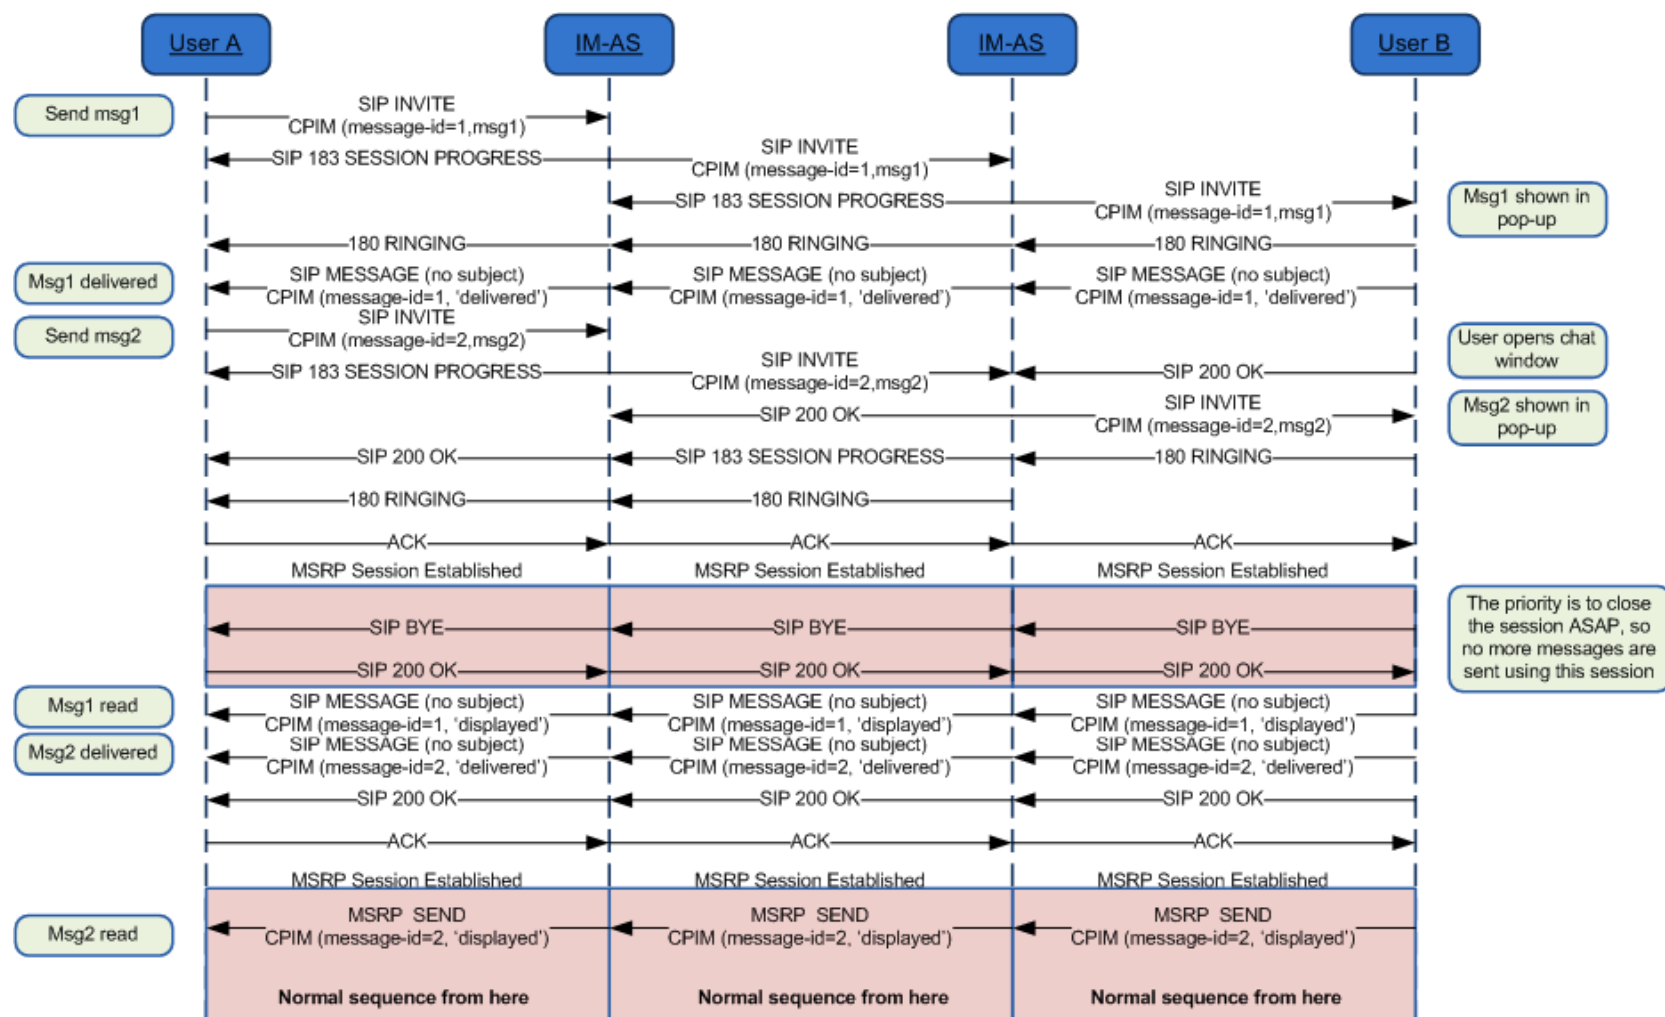 User A
IM-AS
IM-AS
User B
Send msg1
SIP INVITE
CPIM (message-id=1,msg1)
SIP 183 SESSION PROGRESS
SIP INVITE
CPIM (message-id=1,msg1)
SIP 183 SESSION PROGRESS
SIP INVITE
CPIM (message-id=1,msg1)
Msg1 shown in
pop-up
180 RINGING
180 RINGING
180 RINGING
Msg1 delivered
SIP MESSAGE (no subject)
CPIM (message-id=1, ‘delivered’)
SIP MESSAGE (no subject)
CPIM (message-id=1, ‘delivered’)
SIP MESSAGE (no subject)
CPIM (message-id=1, ‘delivered’)
Send msg2
SIP INVITE
CPIM (message-id=2,msg2)
SIP 183 SESSION PROGRESS
SIP INVITE
CPIM (message-id=2,msg2)
SIP 200 OK
User opens chat
window
SIP 200 OK
SIP INVITE
CPIM (message-id=2,msg2)
Msg2 shown in
pop-up
SIP 200 OK
SIP 183 SESSION PROGRESS
180 RINGING
180 RINGING
180 RINGING
ACK
ACK
ACK
MSRP Session Established
MSRP Session Established
MSRP Session Established
SIP BYE
SIP BYE
SIP BYE
The priority is to close
the session ASAP, so
no more messages are
sent using this session
SIP 200 OK
SIP 200 OK
SIP 200 OK
Msg1 read
SIP MESSAGE (no subject)
CPIM (message-id=1, ‘displayed’)
SIP MESSAGE (no subject)
CPIM (message-id=1, ‘displayed’)
SIP MESSAGE (no subject)
CPIM (message-id=1, ‘displayed’)
Msg2 delivered
SIP MESSAGE (no subject)
CPIM (message-id=2, ‘delivered’)
SIP MESSAGE (no subject)
CPIM (message-id=2, ‘delivered’)
SIP MESSAGE (no subject)
CPIM (message-id=2, ‘delivered’)
SIP 200 OK
SIP 200 OK
SIP 200 OK
ACK
ACK
ACK
MSRP Session Established
MSRP Session Established
MSRP Session Established
Msg2 read
MSRP SEND
CPIM (message-id=2, ‘displayed’)
MSRP SEND
CPIM (message-id=2, ‘displayed’)
MSRP SEND
CPIM (message-id=2, ‘displayed’)
Normal sequence from here
Normal sequence from here
Normal sequence from here